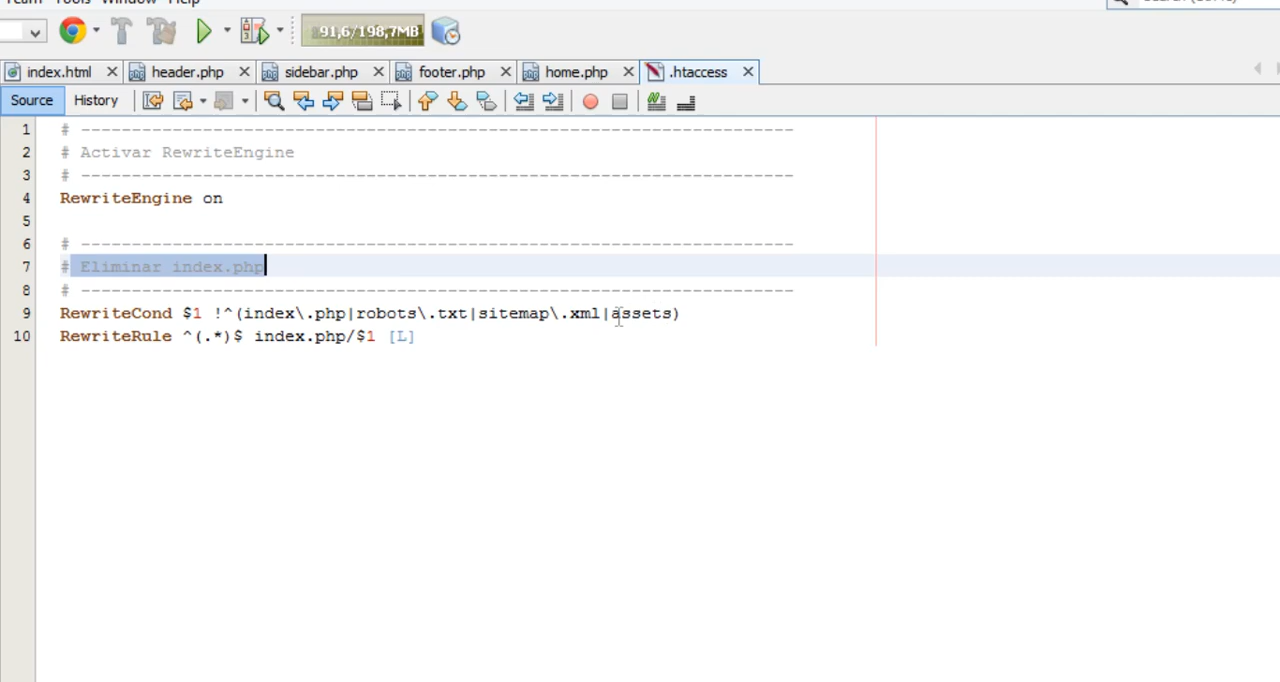 91,6/198,7MB
index.html header.php sidebar.php footer.php home.php .htaccess
Source History
1 # ----------------------------------------------------------------------
2 # Activar RewriteEngine
3 # ----------------------------------------------------------------------
4 RewriteEngine on
5
6 # ----------------------------------------------------------------------
7 # Eliminar index.php
8 # ----------------------------------------------------------------------
9 RewriteCond $1 !^(index\.php|robots\.txt|sitemap\.xml|assets)
10 RewriteRule ^(.*)$ index.php/$1 [L]